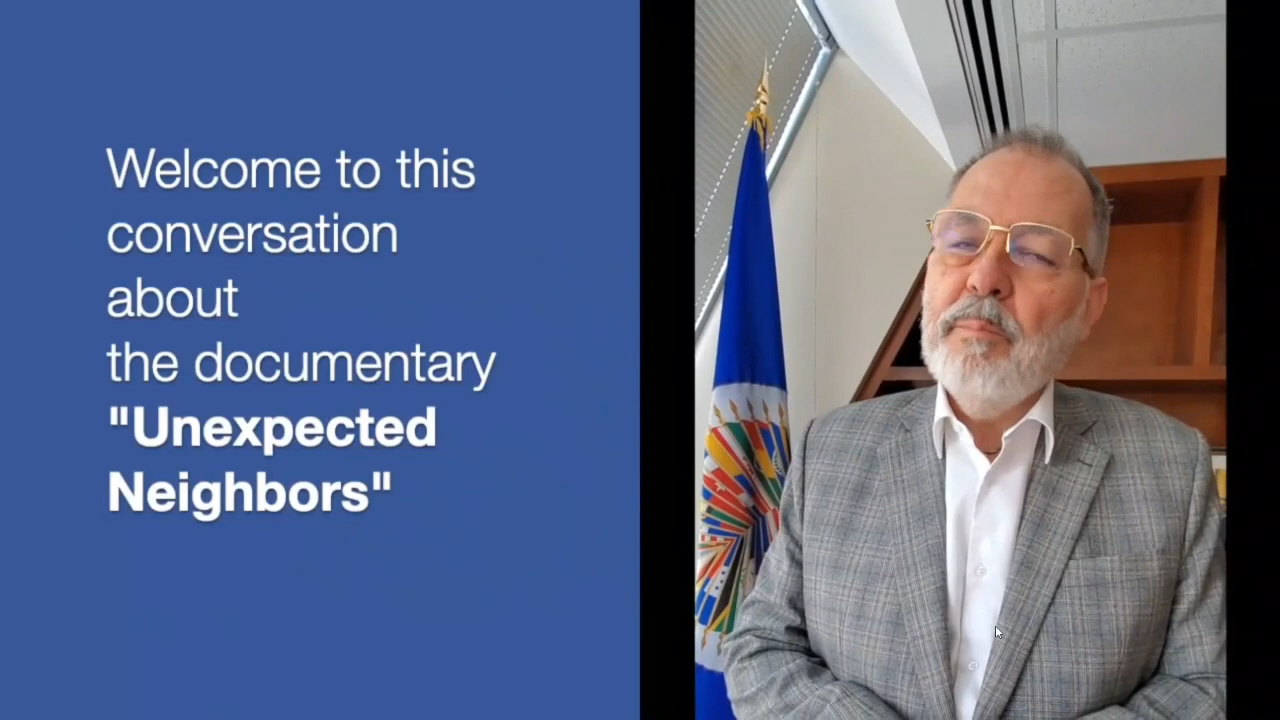 Welcome to this
conversation
about
the documentary
"Unexpected
Neighbors"